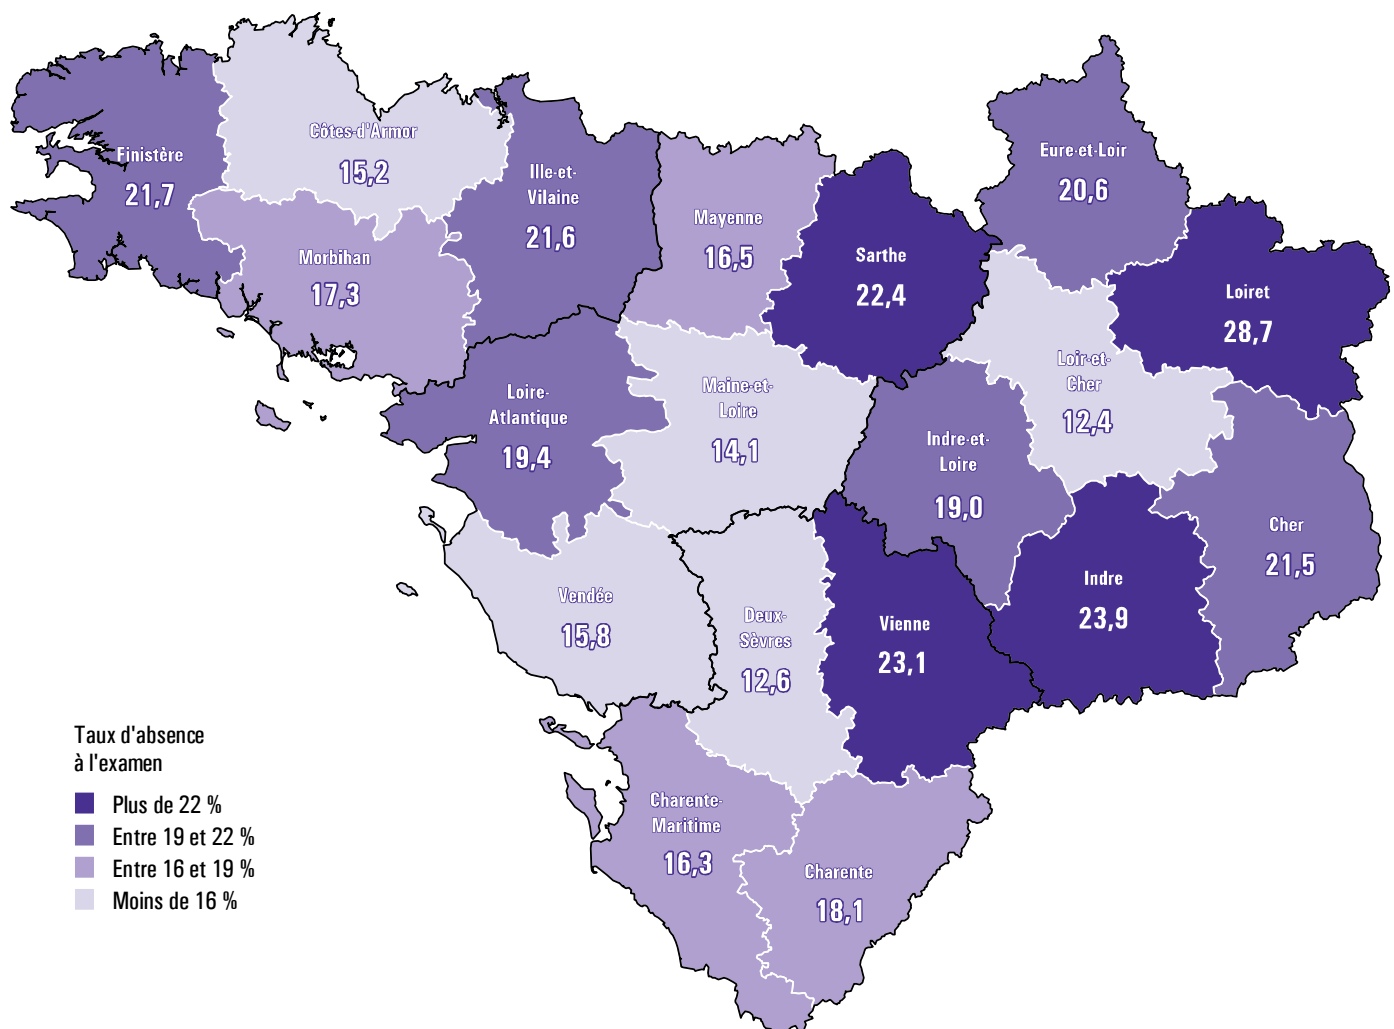 Côtes-d'Armor
15,2
Finistère
21,7
Ille-et-
Vilaine
21,6
Eure-et-Loir
20,6
Mayenne
16,5
Morbihan
17,3
Sarthe
22,4
Loiret
28,7
Loire-
Atlantique
19,4
Maine-et-
Loire
14,1
Loir-et-
Cher
12,4
Indre-et-
Loire
19,0
Cher
21,5
Vendée
15,8
Deux-
Sèvres
12,6
Vienne
23,1
Indre
23,9
Charente-
Maritime
16,3
Charente
18,1
Taux d'absence
à l'examen
Plus de 22 %
Entre 19 et 22 %
Entre 16 et 19 %
Moins de 16 %